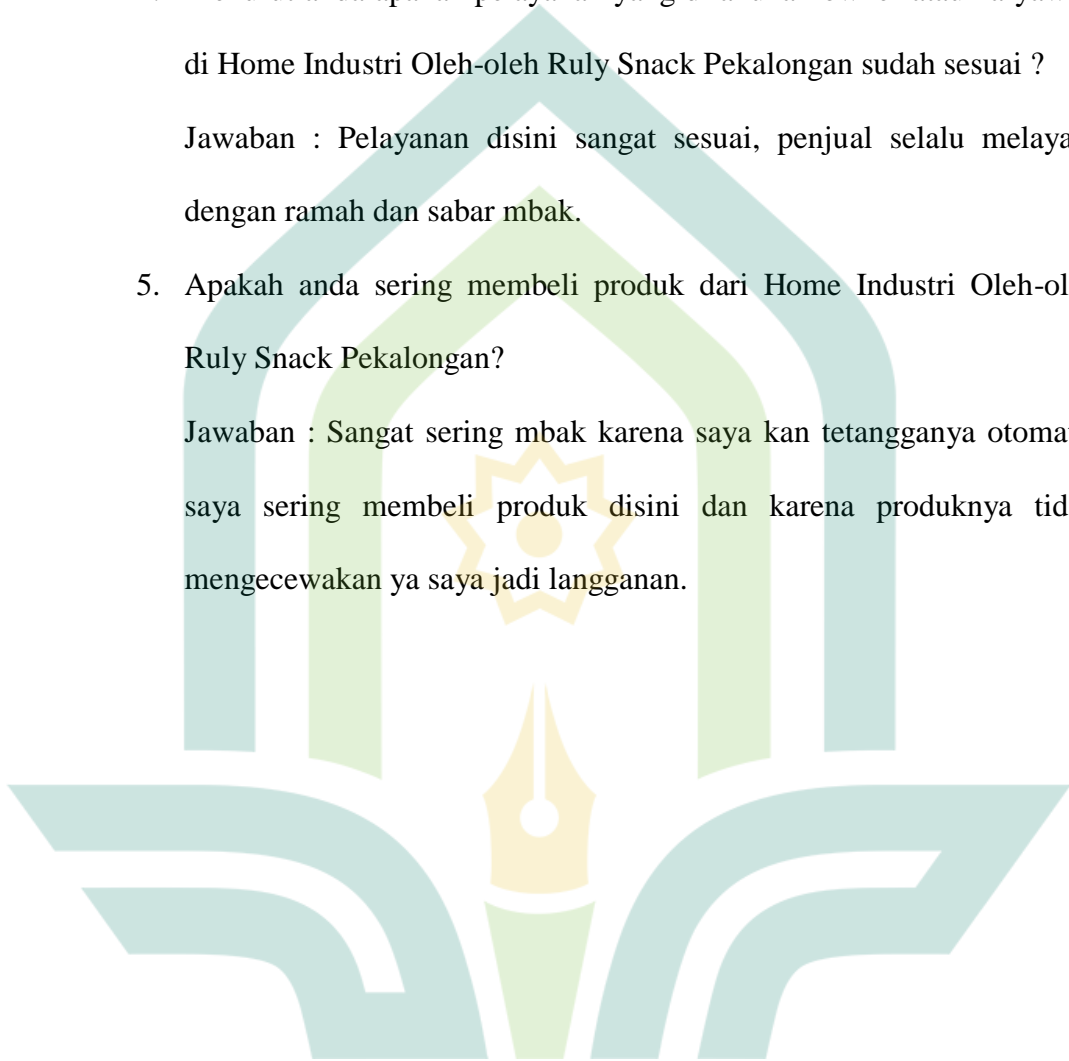 di Home Industri Oleh-oleh Ruly Snack Pekalongan sudah sesuai ?
Jawaban : Pelayanan disini sangat sesuai, penjual selalu melaya
dengan ramah dan sabar mbak.
5. Apakah anda sering membeli produk dari Home Industri Oleh-ol
Ruly Snack Pekalongan?
Jawaban : Sangat sering mbak karena saya kan tetangganya otoma
saya sering membeli produk disini dan karena produknya tid
mengecewakan ya saya jadi langganan.